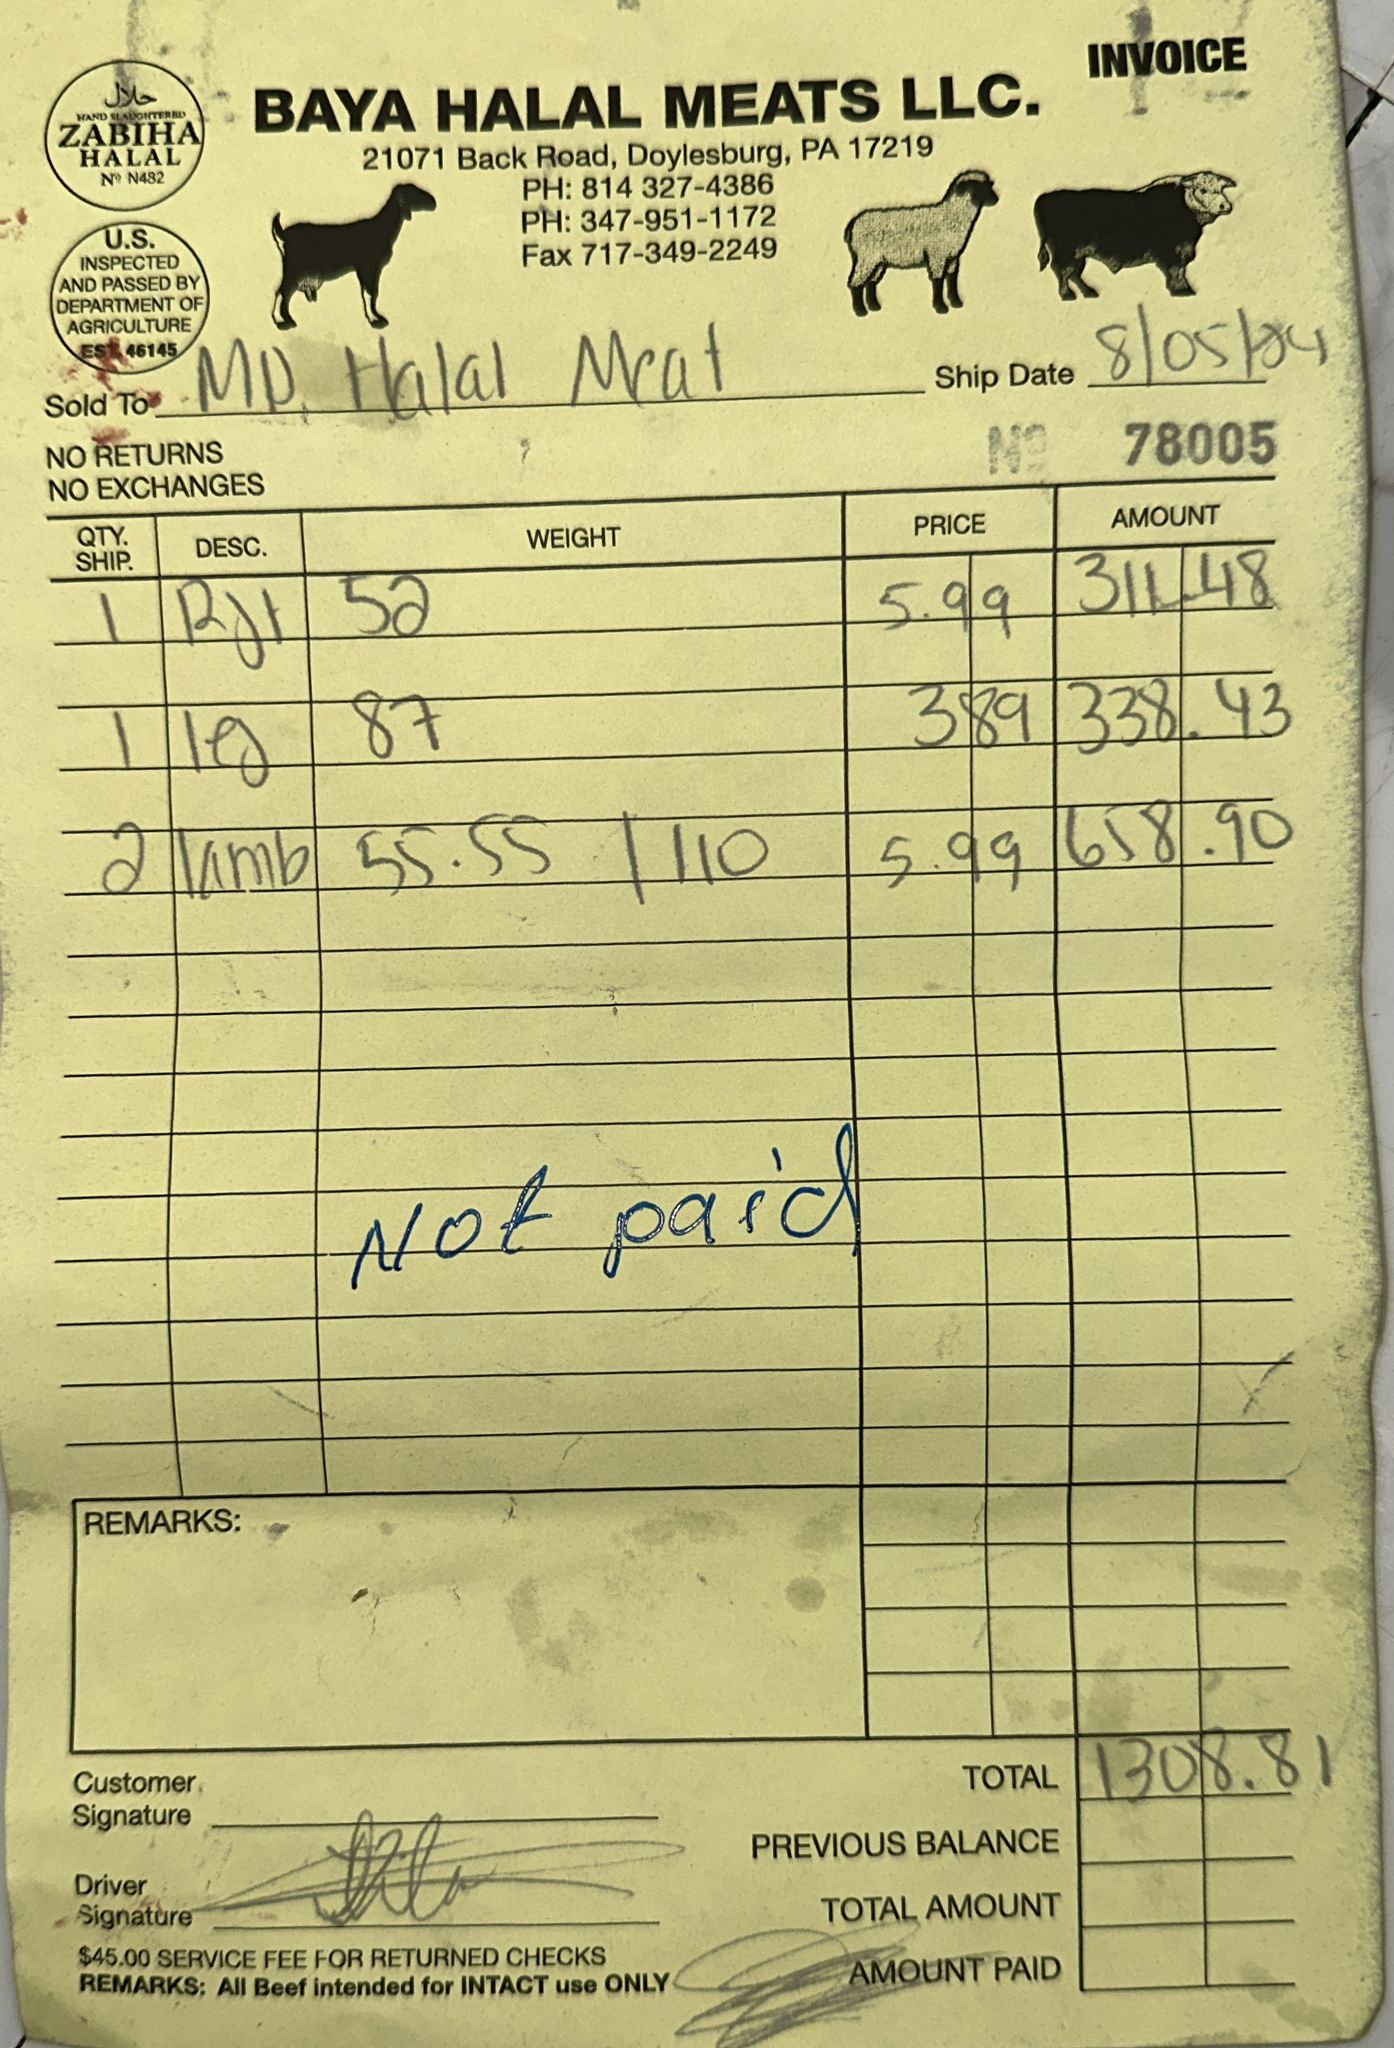 INVOICE
حلال
HAND SLAUGHTERED
ZABIHA
HALAL
Nº N482
BAYA HALAL MEATS LLC.
21071 Back Road, Doylesburg, PA 17219
PH: 814 327-4386
PH: 347-951-1172
Fax 717-349-2249
U.S.
INSPECTED
AND PASSED BY
DEPARTMENT OF
AGRICULTURE
EST. 46145
Sold To MD. Halal Meat Ship Date 8/05/24
NO RETURNS
NO EXCHANGES
Nº 78005
QTY. SHIP. DESC. WEIGHT PRICE AMOUNT
1 52 5.99 311.48
1 leg 87 389 338.43
2 lamb 55.55 / 110 5.99 658.90
Not paid
REMARKS:
TOTAL 1308.81
PREVIOUS BALANCE
TOTAL AMOUNT
AMOUNT PAID
Customer
Signature
Driver
Signature
$45.00 SERVICE FEE FOR RETURNED CHECKS
REMARKS: All Beef intended for INTACT use ONLY